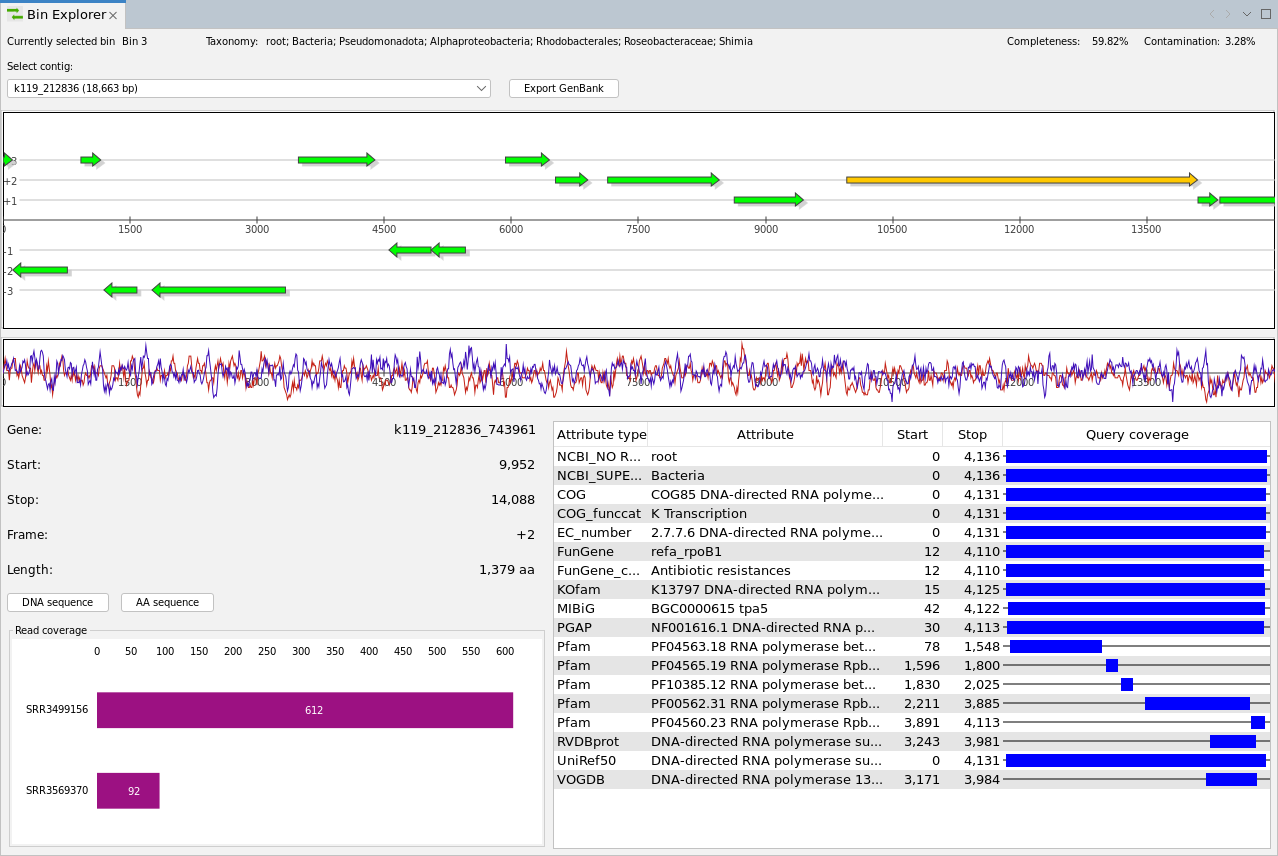 Bin Explorer
Currently selected bin Bin 3 Taxonomy: root; Bacteria; Pseudomonadota; Alphaproteobacteria; Rhodobacterales; Roseobacteraceae; Shimia Completeness: 59.82% Contamination: 3.28%
Select contig:
k119_212836 (18,663 bp) Export GenBank
3
+2
+1
1500 3000 4500 6000 7500 9000 10500 12000 13500
-1
-2
-3
1500 3000 4500 6000 7500 9000 10500 12000 13500
Gene: k119_212836_743961
Start: 9,952
Stop: 14,088
Frame: +2
Length: 1,379 aa
DNA sequence AA sequence
Read coverage
0 50 100 150 200 250 300 350 400 450 500 550 600
SRR3499156 612
SRR3569370 92
Attribute type Attribute Start Stop Query coverage
NCBI_NO R... root 0 4,136
NCBI_SUPE... Bacteria 0 4,136
COG COG85 DNA-directed RNA polyme... 0 4,131
COG_funccat K Transcription 0 4,131
EC_number 2.7.7.6 DNA-directed RNA polyme... 0 4,131
FunGene refa_rpoB1 12 4,110
FunGene_c... Antibiotic resistances 12 4,110
KOfam K13797 DNA-directed RNA polym... 15 4,125
MIBiG BGC0000615 tpa5 42 4,122
PGAP NF001616.1 DNA-directed RNA p... 30 4,113
Pfam PF04563.18 RNA polymerase bet... 78 1,548
Pfam PF04565.19 RNA polymerase Rpb... 1,596 1,800
Pfam PF10385.12 RNA polymerase bet... 1,830 2,025
Pfam PF00562.31 RNA polymerase Rpb... 2,211 3,885
Pfam PF04560.23 RNA polymerase Rpb... 3,891 4,113
RVDBprot DNA-directed RNA polymerase su... 3,243 3,981
UniRef50 DNA-directed RNA polymerase su... 0 4,131
VOGDB DNA-directed RNA polymerase 13... 3,171 3,984